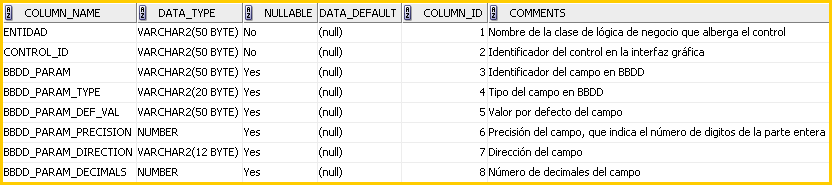 COLUMN_NAME DATA_TYPE NULLABLE DATA_DEFAULT COLUMN_ID COMMENTS
ENTIDAD VARCHAR2(50 BYTE) No (null) 1 Nombre de la clase de lógica de negocio que alberga el control
CONTROL_ID VARCHAR2(50 BYTE) No (null) 2 Identificador del control en la interfaz gráfica
BBDD_PARAM VARCHAR2(50 BYTE) Yes (null) 3 Identificador del campo en BBDD
BBDD_PARAM_TYPE VARCHAR2(20 BYTE) Yes (null) 4 Tipo del campo en BBDD
BBDD_PARAM_DEF_VAL VARCHAR2(50 BYTE) Yes (null) 5 Valor por defecto del campo
BBDD_PARAM_PRECISION NUMBER Yes (null) 6 Precisión del campo, que indica el número de digitos de la parte entera
BBDD_PARAM_DIRECTION VARCHAR2(12 BYTE) Yes (null) 7 Dirección del campo
BBDD_PARAM_DECIMALS NUMBER Yes (null) 8 Número de decimales del campo